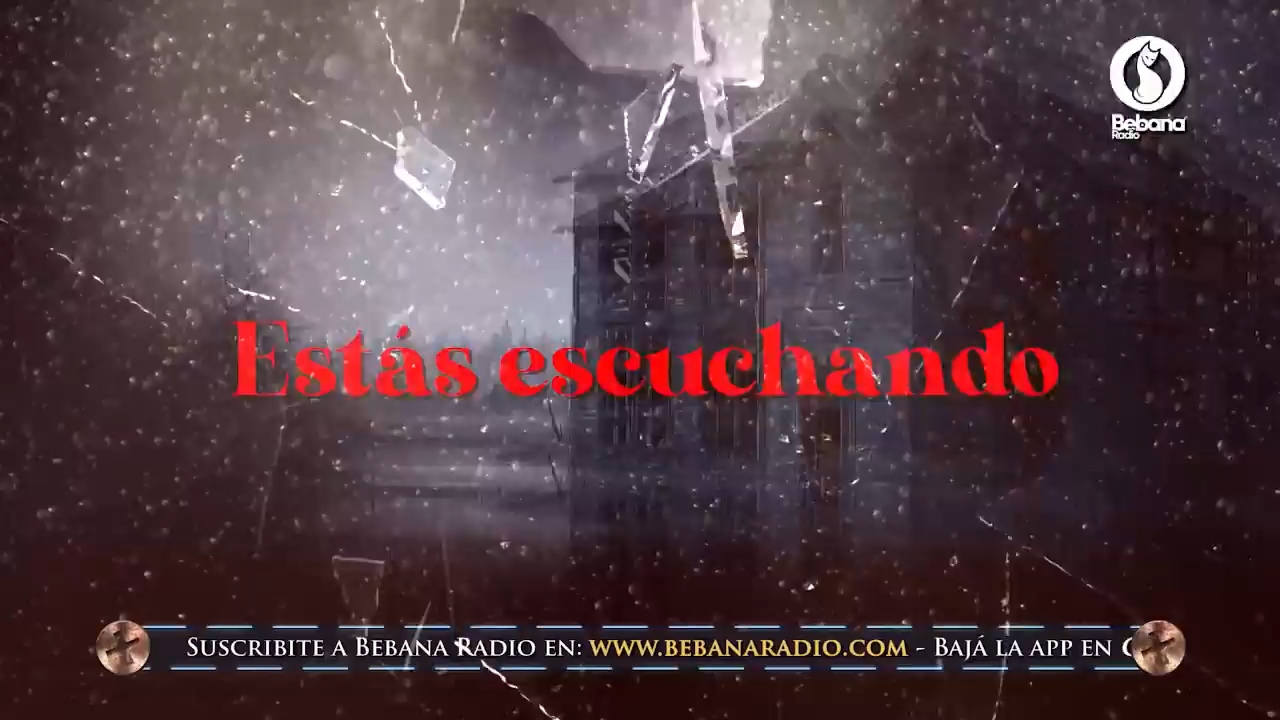 Bebana
Radio
Estás escuchando
Suscribite a Bebana Radio en: www.bebanaradio.com - Bajá la app en